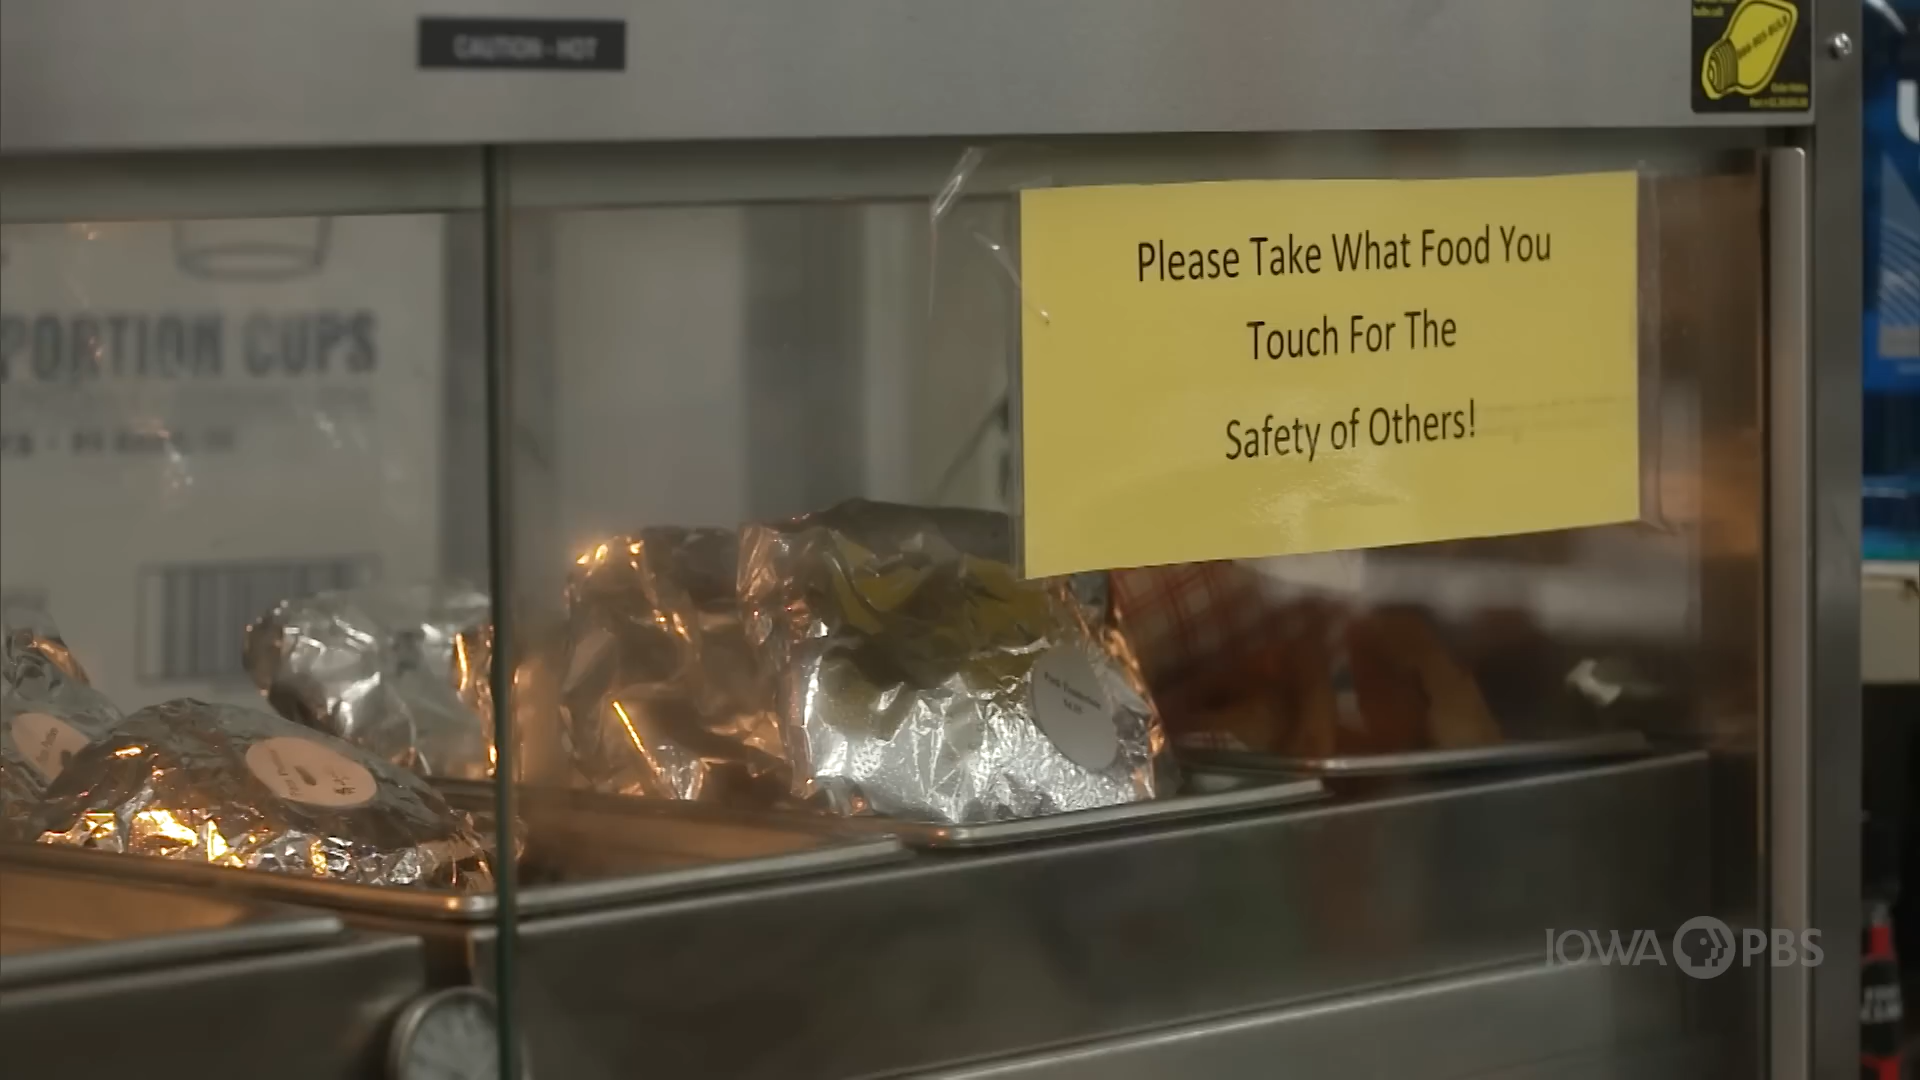 CAUTION - HOT
Please Take What Food You
Touch For The
Safety of Others!
PORTION CUPS
IOWA PBS